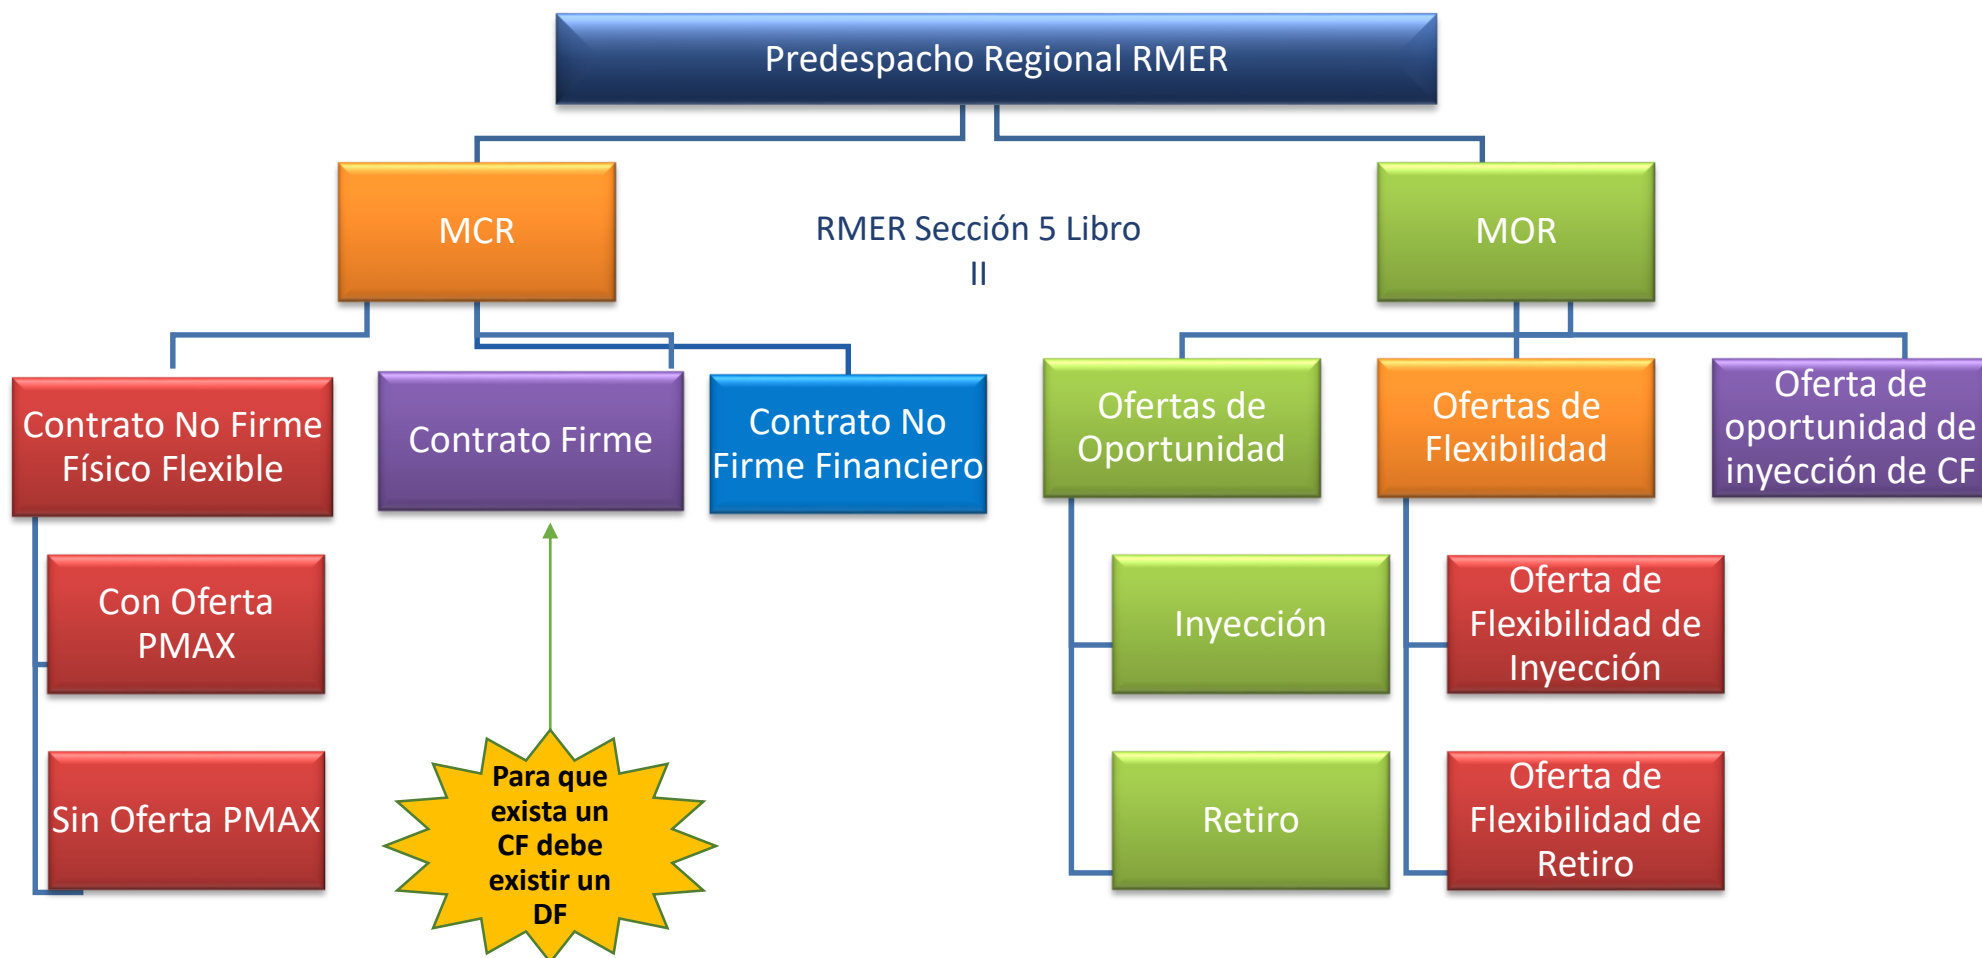 Predespacho Regional RMER
MCR
RMER Sección 5 Libro
II
MOR
Contrato No Firme
Físico Flexible
Contrato Firme
Contrato No
Firme Financiero
Ofertas de
Oportunidad
Ofertas de
Flexibilidad
Oferta de
oportunidad de
inyección de CF
Con Oferta
PMAX
Inyección
Oferta de
Flexibilidad de
Inyección
Sin Oferta PMAX
Para que
exista un
CF debe
existir un
DF
Retiro
Oferta de
Flexibilidad de
Retiro